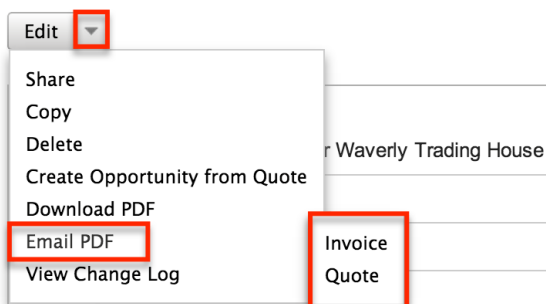 Edit
Share
Copy
Delete
r Waverly Trading House
Create Opportunity from Quote
Download PDF
Email PDF
Invoice
View Change Log
Quote